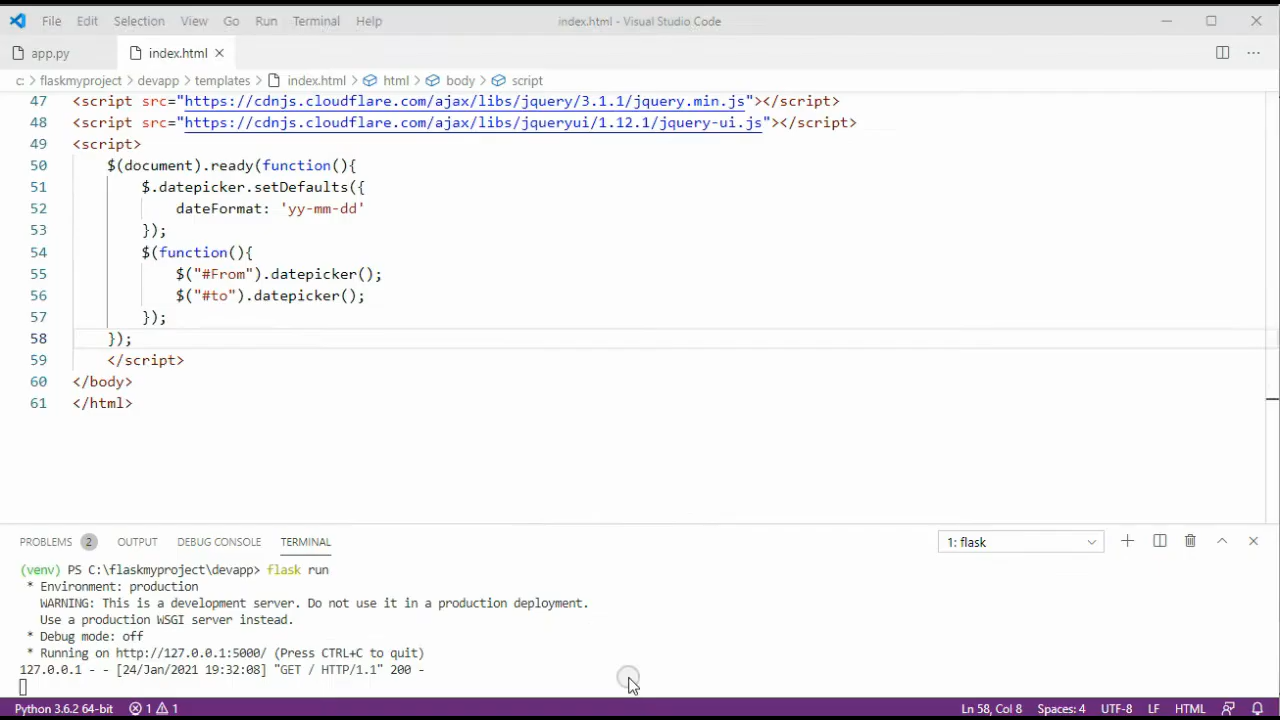 File Edit Selection View Go Run Terminal Help index.html - Visual Studio Code
app.py index.html
c: > flaskmyproject > devapp > templates > index.html > html > body > script
47 <script src="https://cdnjs.cloudflare.com/ajax/libs/jquery/3.1.1/jquery.min.js"></script>
48 <script src="https://cdnjs.cloudflare.com/ajax/libs/jqueryui/1.12.1/jquery-ui.js"></script>
49 <script>
50 $(document).ready(function(){
51 $.datepicker.setDefaults({
52 dateFormat: 'yy-mm-dd'
53 });
54 $(function(){
55 $("#From").datepicker();
56 $("#to").datepicker();
57 });
58 });
59 </script>
60 </body>
61 </html>
PROBLEMS 2 OUTPUT DEBUG CONSOLE TERMINAL 1: flask
(venv) PS C:\flaskmyproject\devapp> flask run
* Environment: production
WARNING: This is a development server. Do not use it in a production deployment.
Use a production WSGI server instead.
* Debug mode: off
* Running on http://127.0.0.1:5000/ (Press CTRL+C to quit)
127.0.0.1 - - [24/Jan/2021 19:32:08] "GET / HTTP/1.1" 200 -
Python 3.6.2 64-bit 1 1 Ln 58, Col 8 Spaces: 4 UTF-8 LF HTML